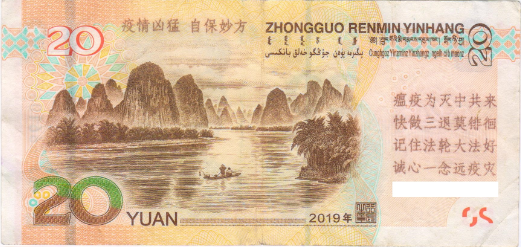 疫情凶猛 自保妙方
ZHONGGUO RENMIN YINHANG
20
20
瘟疫为灭中共来
快做三退莫徘徊
记住法轮大法好
诚心一念远疫灾
20
YUAN
2019年